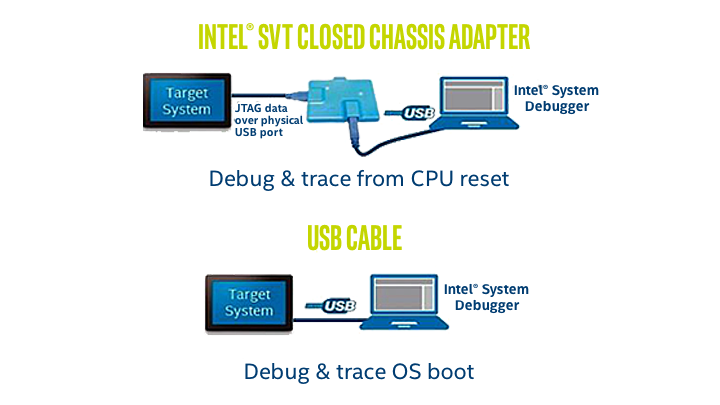 INTEL® SVT CLOSED CHASSIS ADAPTER
Target
System
JTAG data
over physical
USB port
USB
Intel® System
Debugger
Debug & trace from CPU reset
USB CABLE
Target
System
USB
Intel® System
Debugger
Debug & trace OS boot